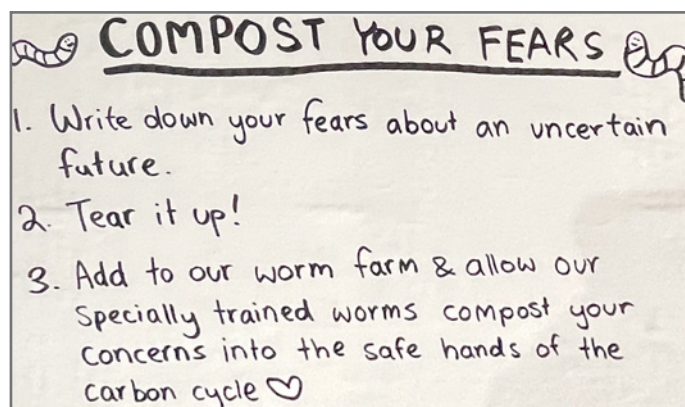 COMPOST YOUR FEARS
1. Write down your fears about an uncertain
future.
2. Tear it up!
3. Add to our worm farm & allow our
specially trained worms compost your
concerns into the safe hands of the
carbon cycle ♡